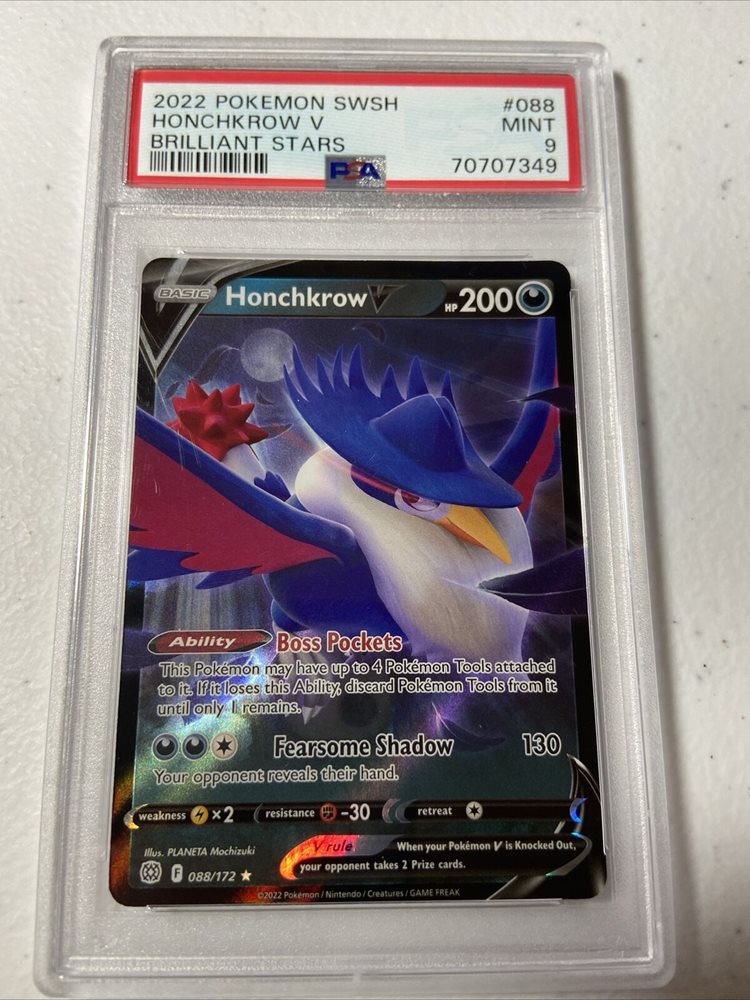 2022 POKEMON SWSH #088
HONCHKROW V MINT
BRILLIANT STARS 9
PSA 70707349
BASIC Honchkrow V HP 200
Ability Boss Pockets
This Pokémon may have up to 4 Pokémon Tools attached
to it. If it loses this Ability, discard Pokémon Tools from it
until only 1 remains.
Fearsome Shadow 130
Your opponent reveals their hand.
weakness ×2 resistance -30 retreat
Illus. PLANETA Mochizuki
V rule When your Pokémon V is Knocked Out,
opponent takes 2 Prize cards.
F 088/172
©2022 Pokémon / Nintendo / Creatures / GAME FREAK